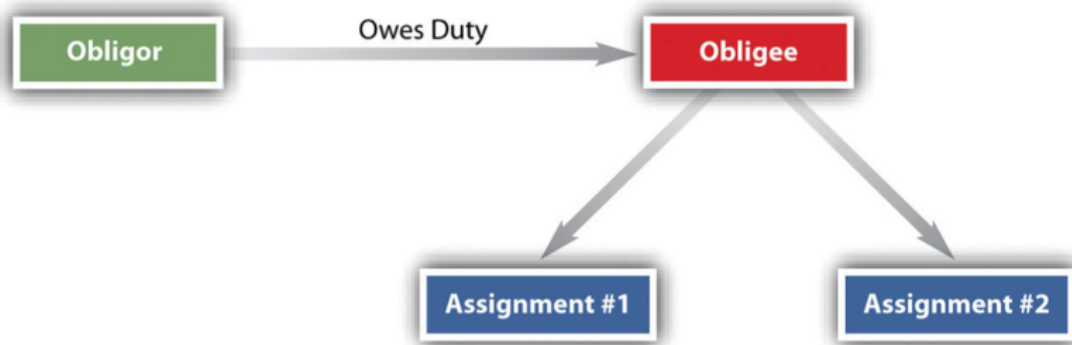 Owes Duty
Obligor
Obligee
Assignment #1
Assignment #2